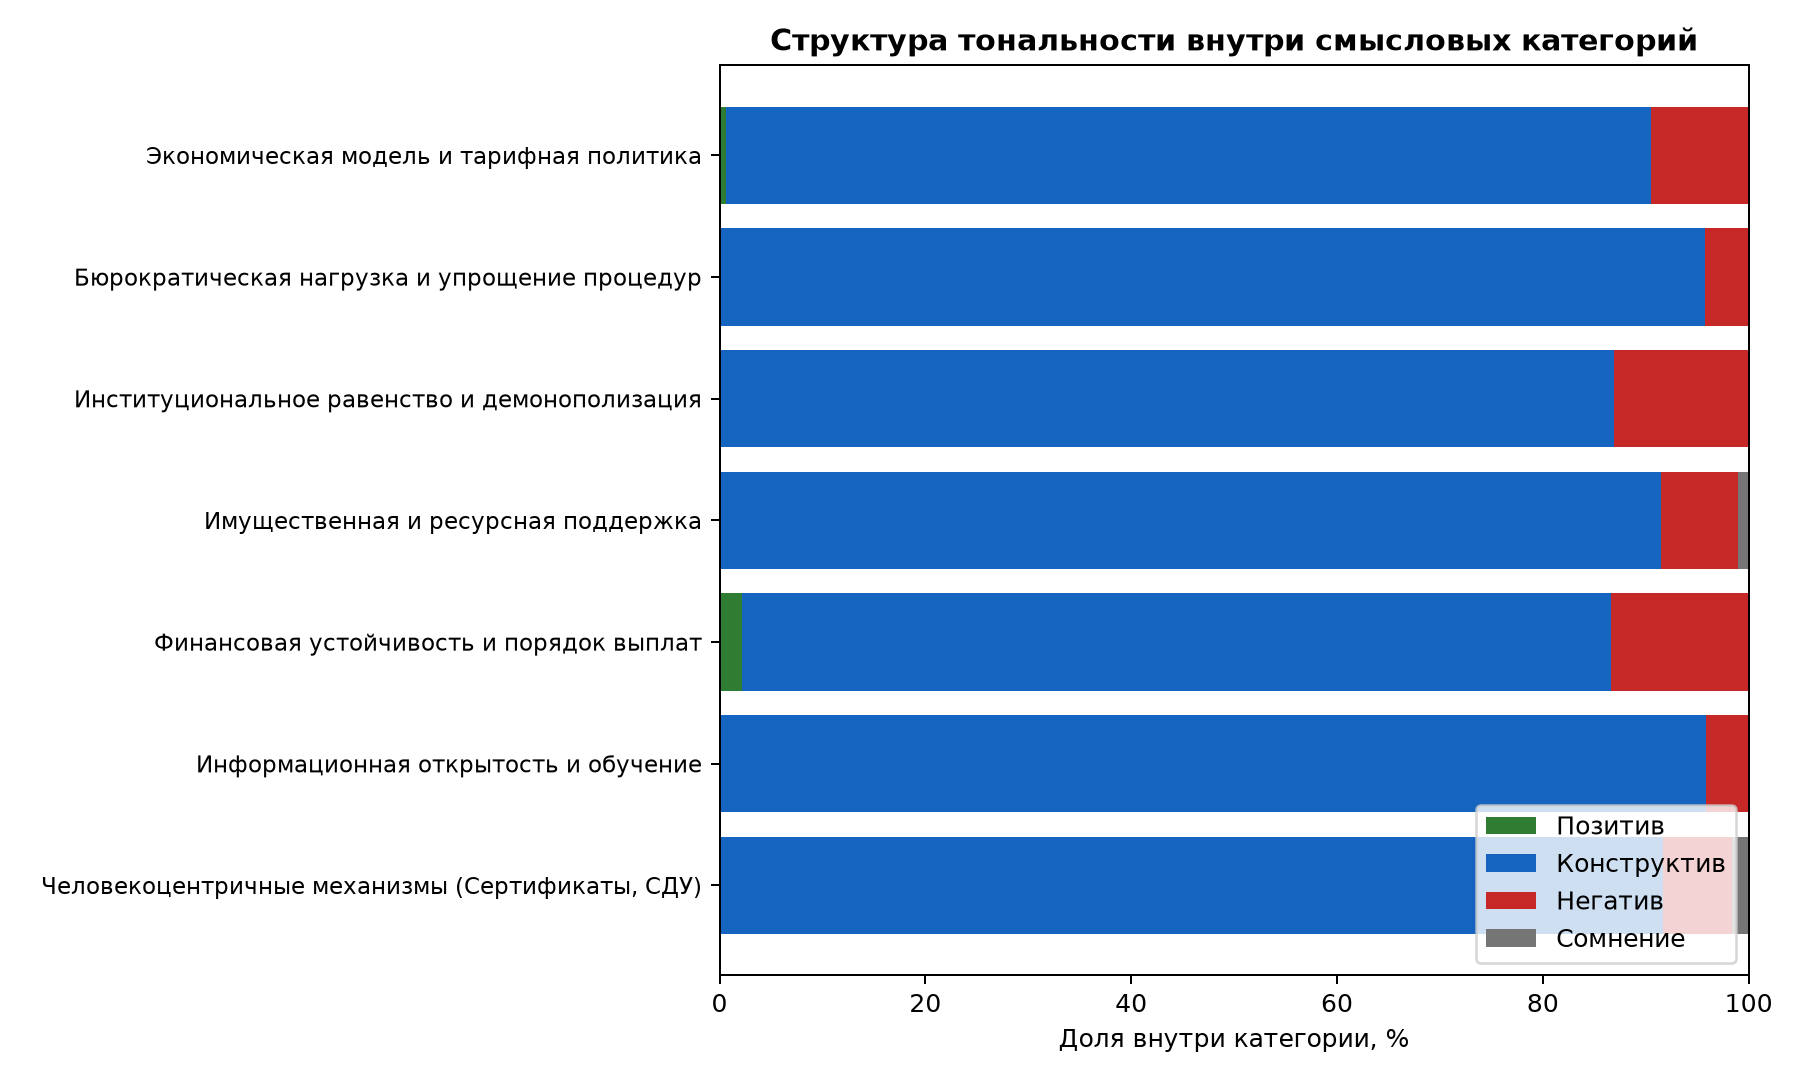 Структура тональности внутри смысловых категорий
Экономическая модель и тарифная политика
Бюрократическая нагрузка и упрощение процедур
Институциональное равенство и демонополизация
Имущественная и ресурсная поддержка
Финансовая устойчивость и порядок выплат
Информационная открытость и обучение
Человекоцентричные механизмы (Сертификаты, СДУ)
Позитив
Конструктив
Негатив
Сомнение
0 20 40 60 80 100
Доля внутри категории, %